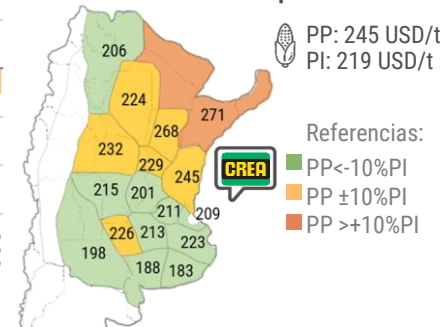 PP: 245 USD/t
PI: 219 USD/t
206
224
271
268
232
229
CREA
245
215
201
211
209
226
213
223
198
188
183
Referencias:
PP<-10%PI
PP ±10%PI
PP >+10%PI